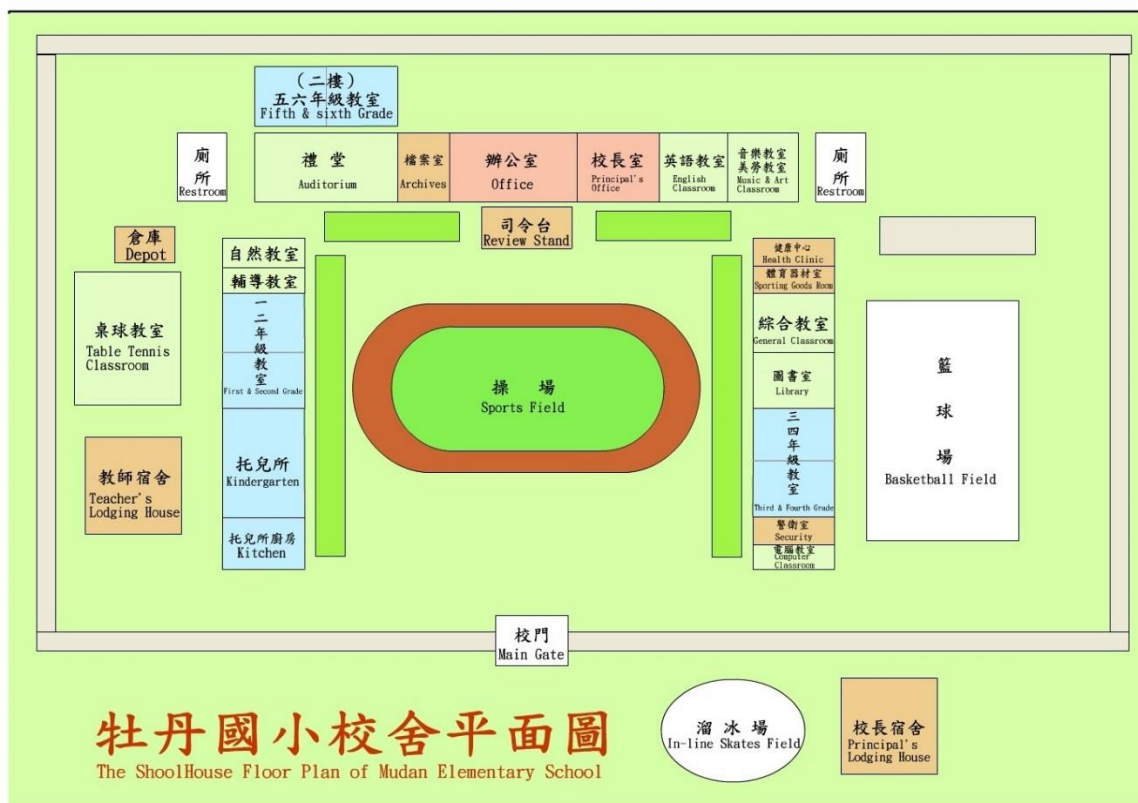 （二樓）
五六年級教室
Fifth & sixth Grade
廁所
Restroom
禮堂
Auditorium
檔案室
Archives
辦公室
Office
校長室
Principal's
Office
英語教室
English
Classroom
音樂教室
美勞教室
Music & Art
Classroom
廁所
Restroom
司令台
Review Stand
倉庫
Depot
自然教室
輔導教室
一二年級教室
First & Second Grade
托兒所
Kindergarten
托兒所廚房
Kitchen
桌球教室
Table Tennis
Classroom
教師宿舍
Teacher's
Lodging House
操場
Sports Field
健康中心
Health Clinic
體育器材室
Sporting Goods Room
綜合教室
General Classroom
圖書室
Library
三四年級教室
Third & Fourth Grade
警衛室
Security
電腦教室
Computer
Classroom
籃球場
Basketball Field
校門
Main Gate
牡丹國小校舍平面圖
The ShoolHouse Floor Plan of Mudan Elementary School
溜冰場
In-line Skates Field
校長宿舍
Principal's
Lodging House